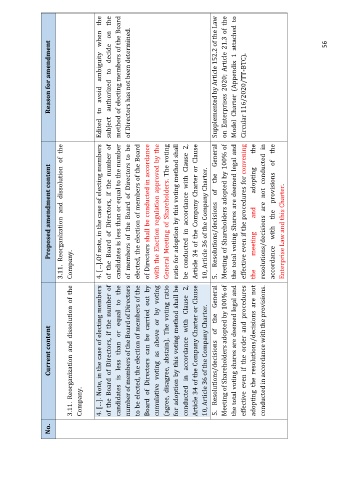 No.
Current content
Proposed amendment content
Reason for amendment
3.11. Reorganization and dissolution of the
Company.
3.11. Reorganization and dissolution of the
Company.
4. [...] Note, in the case of electing members
of the Board of Directors, if the number of
candidates is less than or equal to the
number of members of the Board of Directors
to be elected, the election of members of the
Board of Directors can be carried out by
cumulative voting as above or by voting
(agree, disagree, abstain). The voting ratio
for adoption by this voting method shall be
conducted in accordance with Clause 2,
Article 34 of the Company Charter or Clause
10, Article 36 of the Company Charter.
4. [...].Of note, in the case of electing members
of the Board of Directors, if the number of
candidates is less than or equal to the number
of members of the Board of Directors to be
elected, the election of members of the Board
of Directors shall be conducted in accordance
with the Election regulation approved by the
General Meeting of Shareholders. The voting
ratio for adoption by this voting method shall
be conducted in accordance with Clause 2,
Article 34 of the Company Charter or Clause
10, Article 36 of the Company Charter.
Edited to avoid ambiguity when the
subject authorized to decide on the
method of electing members of the Board
of Directors has not been determined.
5. Resolutions/decisions of the General
Meeting of Shareholders adopted by 100% of
the total voting shares are deemed legal and
effective even if the order and procedures
adopting the resolutions/decisions are not
conducted in accordance with the provisions.
5. Resolutions/decisions of the General
Meeting of Shareholders adopted by 100% of
the total voting Shares are deemed legal and
effective even if the procedures for convening
the meeting and adopting the
resolutions/decisions are not conducted in
accordance with the provisions of the
Enterprise Law and this Charter.
Supplemented by Article 152.2 of the Law
on Enterprises 2020; Article 21.3 of the
Model Charter (Appendix 1 attached to
Circular 116/2020/TT-BTC).
56